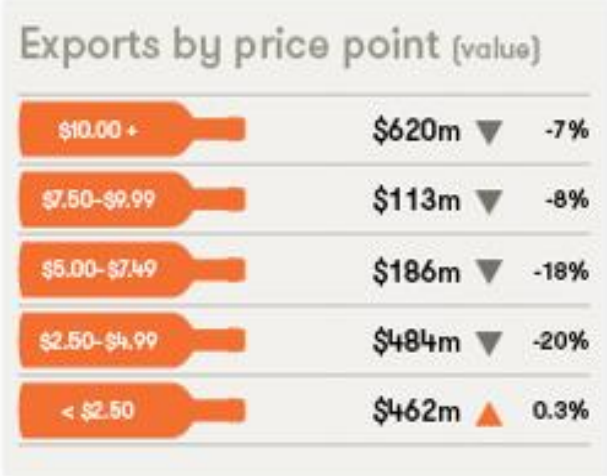 Exports by price point (value)
$10.00 + $620m ▼ -7%
$7.50-$9.99 $113m ▼ -8%
$5.00-$7.49 $186m ▼ -18%
$2.50-$4.99 $484m ▼ -20%
< $2.50 $462m ▲ 0.3%